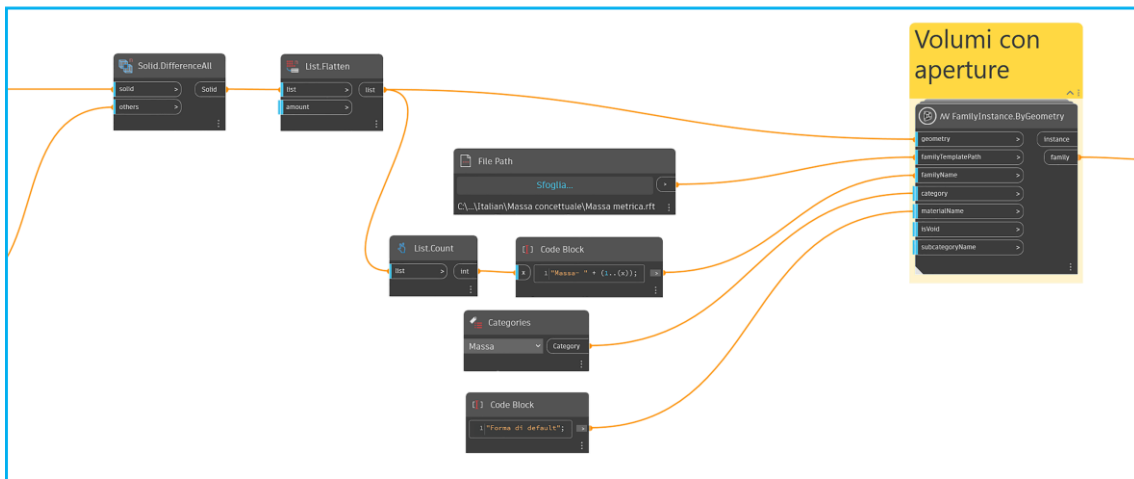 Volumi con
aperture
Solid.DifferenceAll
solid >
others >
Solid
List.Flatten
list >
amount >
list
FamilyInstance.ByGeometry
geometry >
familyTemplatePath >
familyName >
category >
materialName >
isVoid >
subcategoryName >
instance
family
File Path
Sfoglia...
>
C:\...\Italian\Massa concettuale\Massa metrica.rft
List.Count
list >
int
Code Block
x
1 "Massa- " + (1..(x));
>
Categories
Massa
Category
Code Block
1 "Forma di default";
>